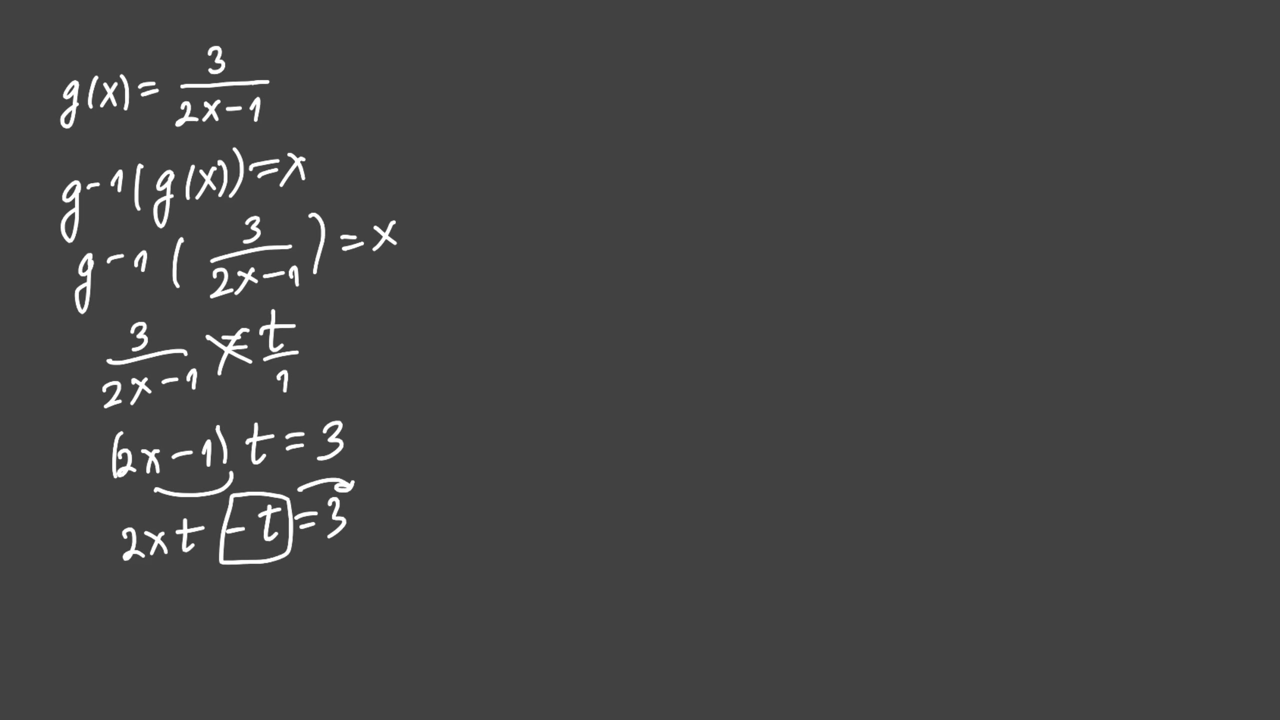 g(x) = 3/(2x-1)
g-1(g(x)) = x
g-1(3/(2x-1)) = x
3/(2x-1) = t/1
(2x-1) t = 3
2xt -t = 3